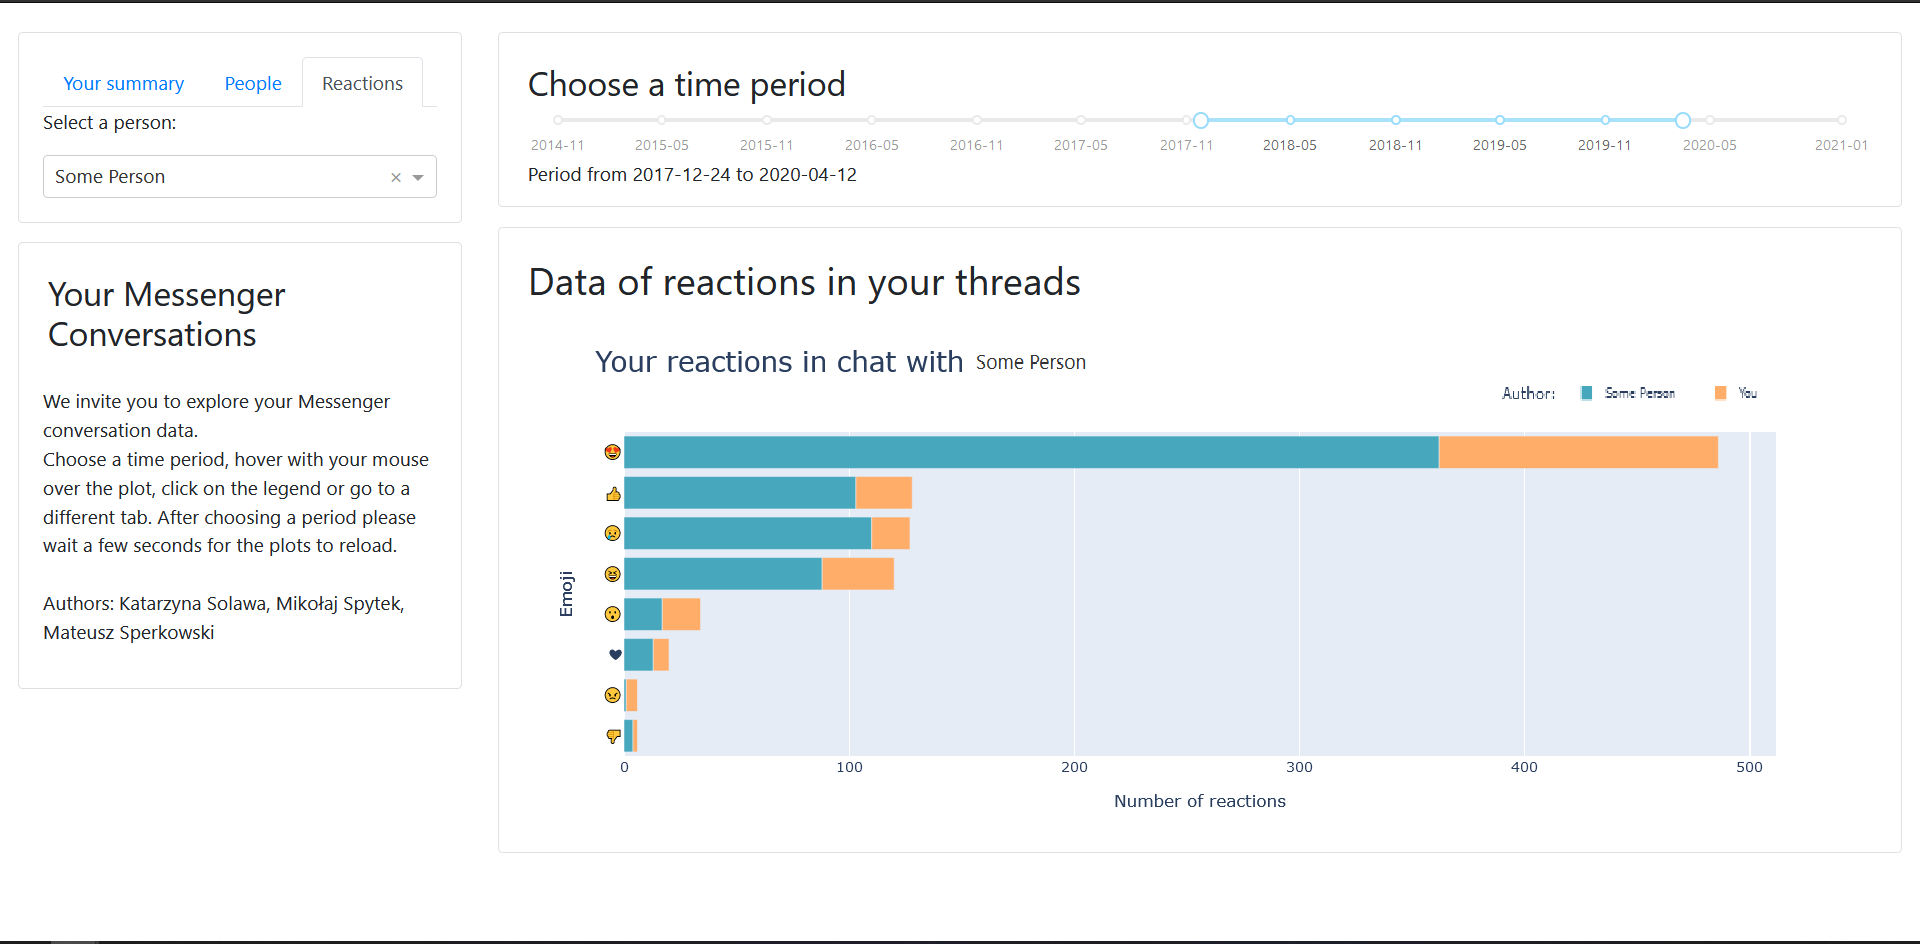 Your summary People Reactions
Select a person:
Some Person
Your Messenger
Conversations
We invite you to explore your Messenger
conversation data.
Choose a time period, hover with your mouse
over the plot, click on the legend or go to a
different tab. After choosing a period please
wait a few seconds for the plots to reload.
Authors: Katarzyna Solawa, Mikołaj Spytek,
Mateusz Sperkowski
Choose a time period
2014-11 2015-05 2015-11 2016-05 2016-11 2017-05 2017-11 2018-05 2018-11 2019-05 2019-11 2020-05 2021-01
Period from 2017-12-24 to 2020-04-12
Data of reactions in your threads
Your reactions in chat with Some Person
Author: Some Person You
Emoji
0 100 200 300 400 500
Number of reactions